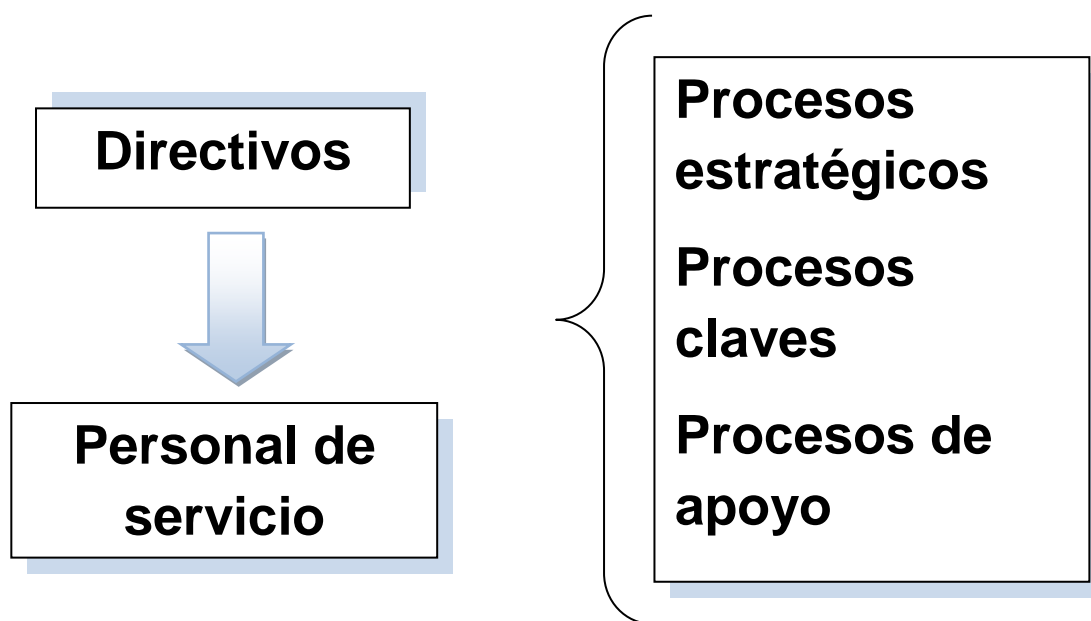 Directivos
Personal de
servicio
Procesos
estratégicos
Procesos
claves
Procesos de
apoyo